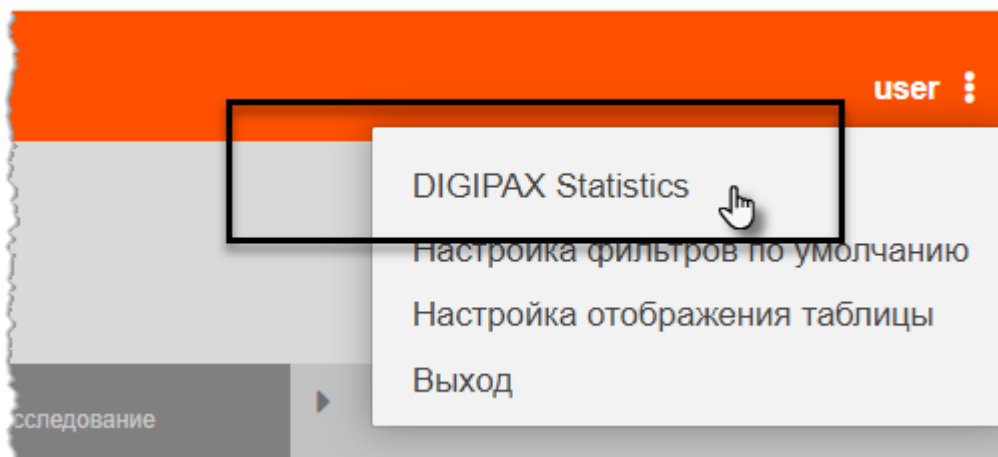 user
DIGIPAX Statistics
Настройка фильтров по умолчанию
Настройка отображения таблицы
Выход
сследование